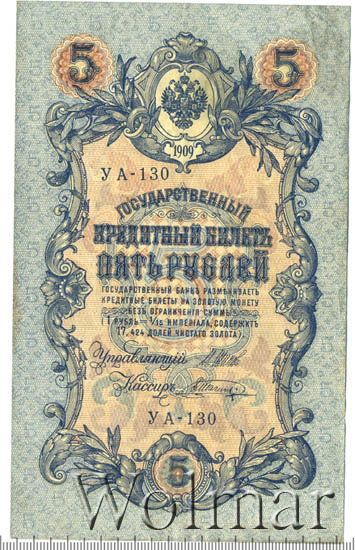 5 5
1909
УА-130
ГОСУДАРСТВЕННЫЙ
КРЕДИТНЫЙ БИЛЕТЪ
ПЯТЬ РУБЛЕЙ
ГОСУДАРСТВЕННЫЙ БАНКЪ РАЗМѢНИВАЕТЪ
КРЕДИТНЫЕ БИЛЕТЫ НА ЗОЛОТУЮ МОНЕТУ
БЕЗЪ ОГРАНИЧЕНІЯ СУММЫ
(1 РУБЛЬ = 1/15 ИМПЕРІАЛА, СОДЕРЖИТЪ
17,424 ДОЛЕЙ ЧИСТАГО ЗОЛОТА).
Управляющій
Кассиръ
УА-130
5
Wolmar